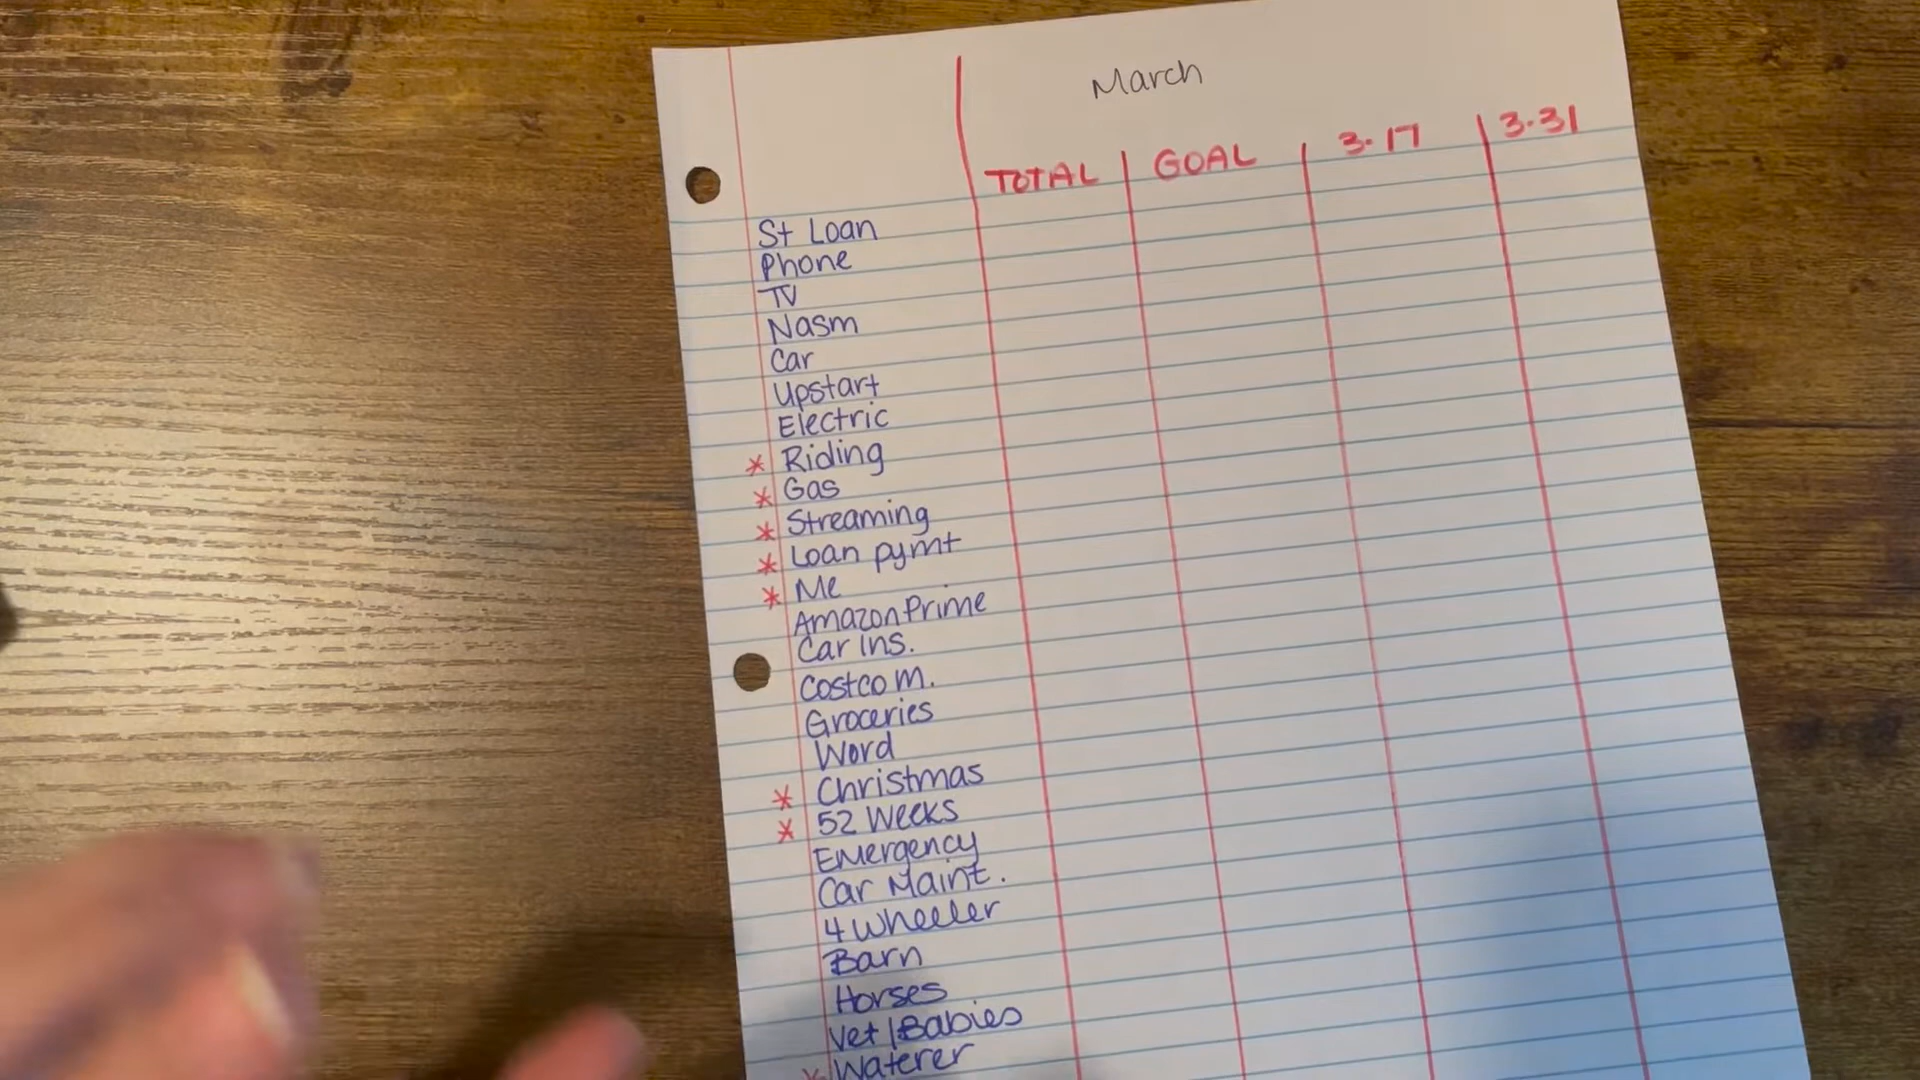 March
TOTAL GOAL 3.17 3.31
St Loan
Phone
TV
Nasm
Car
Upstart
Electric
* Riding
* Gas
* Streaming
* Loan pymt
* Me
Amazon Prime
Car Ins.
Costco m.
Groceries
Word
* Christmas
* 52 Weeks
Emergency
Car Maint.
4 Wheeler
Barn
Horses
Vet/Babies
* Waterer